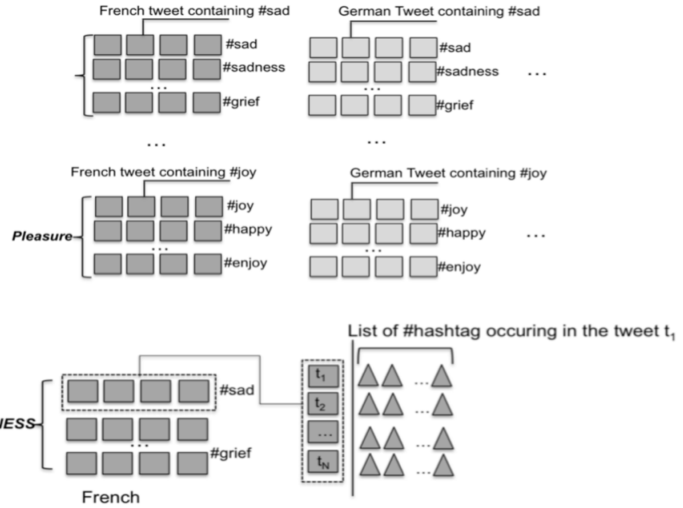 French tweet containing #sad German Tweet containing #sad
#sad #sad
#sadness #sadness ...
... ...
#grief #grief
... ...
French tweet containing #joy German Tweet containing #joy
#joy #joy
Pleasure #happy #happy ...
... ...
#enjoy #enjoy
List of #hashtag occuring in the tweet t1
#sad t1 ...
IESS t2 ...
... ... ...
#grief tN ...
French